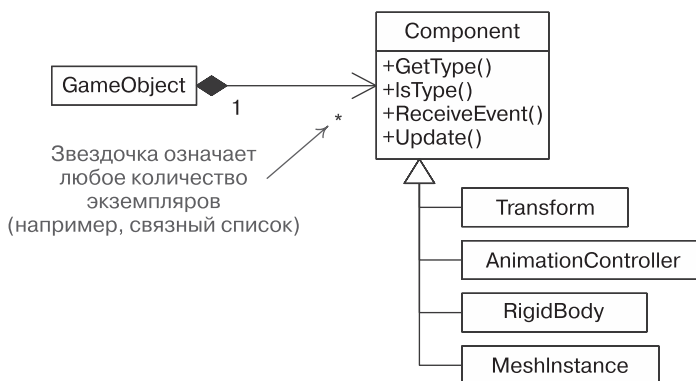 Component
+GetType()
+IsType()
+ReceiveEvent()
+Update()
GameObject
1
*
Звездочка означает
любое количество
экземпляров
(например, связный список)
Transform
AnimationController
RigidBody
MeshInstance